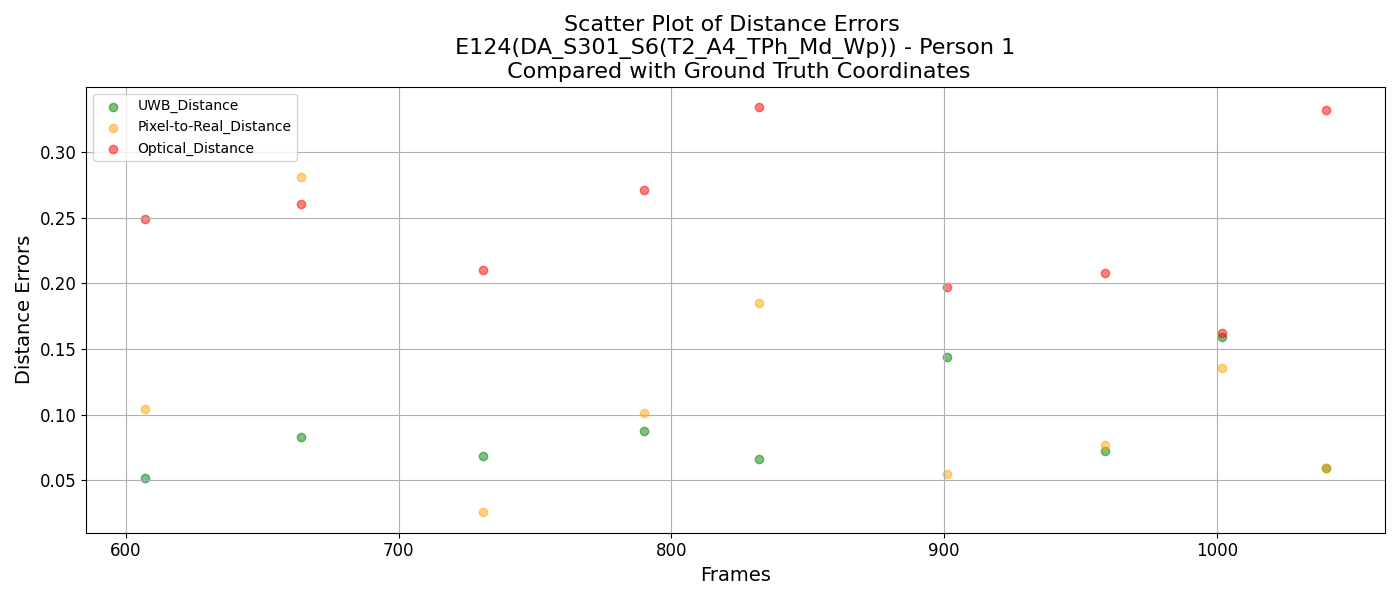 Scatter Plot of Distance Errors
E124(DA_S301_S6(T2_A4_TPh_Md_Wp)) - Person 1
Compared with Ground Truth Coordinates
UWB_Distance
Pixel-to-Real_Distance
Optical_Distance
Distance Errors
0.30
0.25
0.20
0.15
0.10
0.05
600 700 800 900 1000
Frames